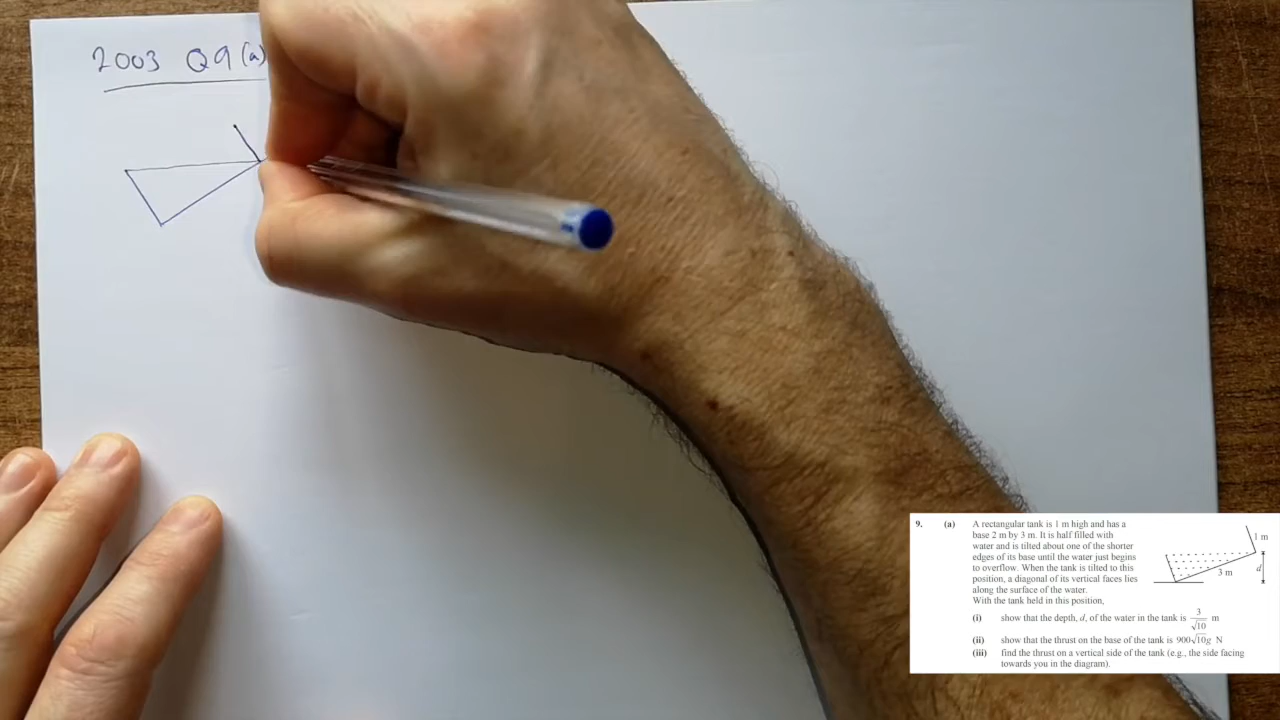 2003 Q9(a)
9. (a) A rectangular tank is 1 m high and has a
base 2 m by 3 m. It is half filled with
water and is tilted about one of the shorter
edges of its base until the water just begins
to overflow. When the tank is tilted to this
position, a diagonal of its vertical faces lies
along the surface of the water.
With the tank held in this position,
1 m
3 m
d
(i) show that the depth, d, of the water in the tank is 3/√10 m
(ii) show that the thrust on the base of the tank is 900√10g N
(iii) find the thrust on a vertical side of the tank (e.g., the side facing
towards you in the diagram).